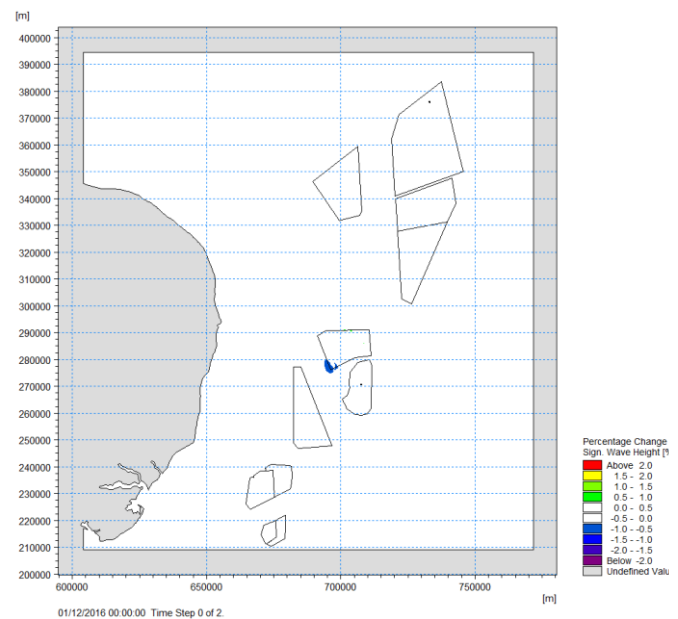 [m]
400000
390000
380000
370000
360000
350000
340000
330000
320000
310000
300000
290000
280000
270000
260000
250000
240000
230000
220000
210000
200000
600000 650000 700000 750000
[m]
01/12/2016 00:00:00 Time Step 0 of 2.
Percentage Change
Sign. Wave Height [%
Above 2.0
1.5 - 2.0
1.0 - 1.5
0.5 - 1.0
0.0 - 0.5
-0.5 - 0.0
-1.0 - -0.5
-1.5 - -1.0
-2.0 - -1.5
Below -2.0
Undefined Valu